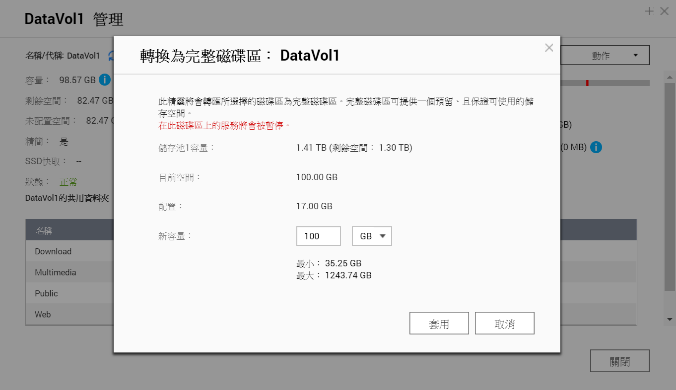 DataVol1 管理
名稱/代稱: DataVol1
動作
容量： 98.57 GB
剩餘空間： 82.47 GB
未配置空間： 82.47
GB)
(0 MB)
精簡： 是
SSD快取： --
狀態： 正常
DataVol1的共用資料夾
名稱
Download
Multimedia
Public
Web
關閉
轉換為完整磁碟區： DataVol1
此精靈將會轉換所選擇的磁碟區為完整磁碟區。完整磁碟區可提供一個預留、且保證可使用的儲
存空間。
在此磁碟區上的服務將會被暫停。
儲存池1容量： 1.41 TB (剩餘空間： 1.30 TB)
目前空間： 100.00 GB
配置： 17.00 GB
新容量： 100 GB
最小： 35.25 GB
最大： 1243.74 GB
套用
取消